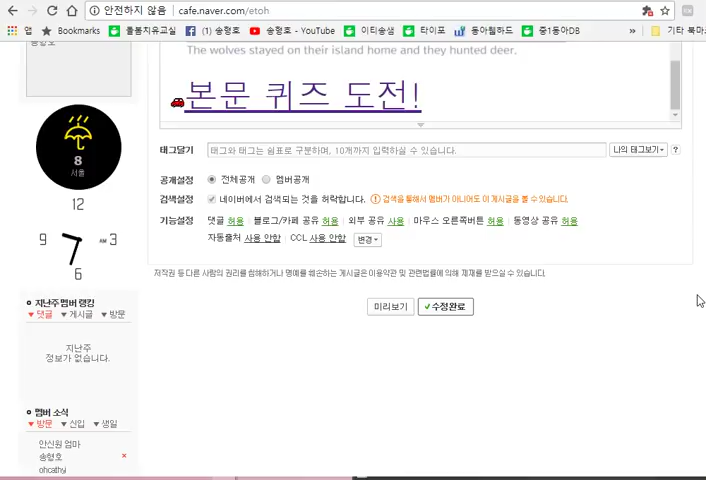 안전하지 않음 cafe.naver.com/etoh
앱 Bookmarks 폴봄치유교실 (1) 송형호 송형호 - YouTube 이티송샘 타이포 동아웰하드 중1동아DB » 기타 북마
송형호
The wolves stayed on their island home and they hunted deer.
본문 퀴즈 도전!
태그달기 태그와 태그는 쉼표로 구분하며, 10개까지 입력하실 수 있습니다. 나의 태그보기 ?
공개설정 전체공개 멤버공개
검색설정 네이버에서 검색되는 것을 허락합니다. 검색을 통해서 멤버가 아니어도 이 게시글을 볼 수 있습니다.
기능설정 댓글 허용 블로그/카페 공유 허용 외부 공유 사용 마우스 오른쪽버튼 허용 동영상 공유 허용
자동출처 사용 안함 CCL 사용 안함 변경
저작권 등 다른 사람의 권리를 침해하거나 명예를 훼손하는 게시글은 이용약관 및 관련법률에 의해 제재를 받으실 수 있습니다.
미리보기 수정완료
8
서울
12
9 AM 3
6
지난주 멤버 랭킹
댓글 게시글 방문
지난주
정보가 없습니다.
멤버 소식
방문 신입 생일
안신원 엄마
송형호
ohcathyj